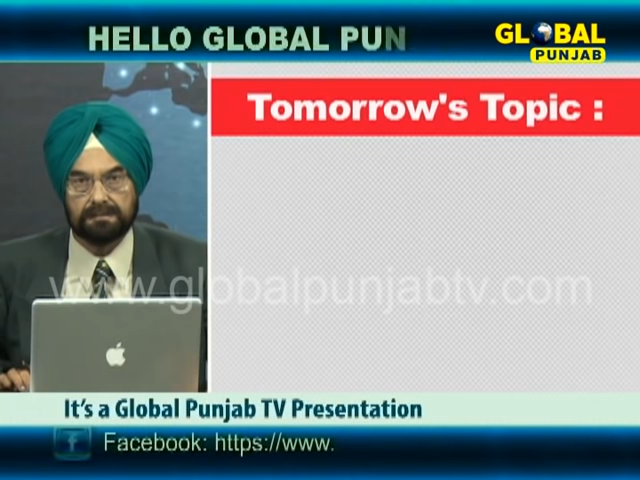 HELLO GLOBAL PUN
GLOBAL
PUNJAB
Tomorrow's Topic :
www.globalpunjabtv.com
It's a Global Punjab TV Presentation
f Facebook: https://www.